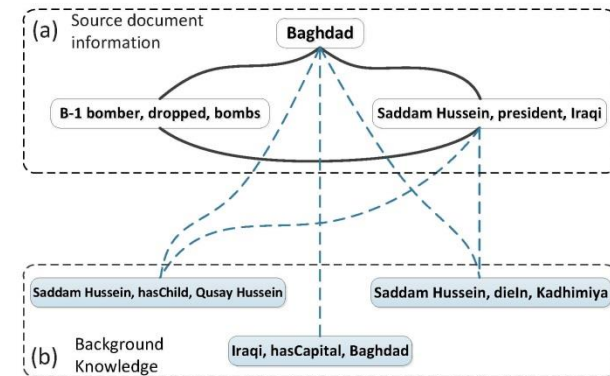 (a) Source document
information
Baghdad
B-1 bomber, dropped, bombs
Saddam Hussein, president, Iraqi
Saddam Hussein, hasChild, Qusay Hussein
Saddam Hussein, dieIn, Kadhimiya
Iraqi, hasCapital, Baghdad
(b) Background
Knowledge